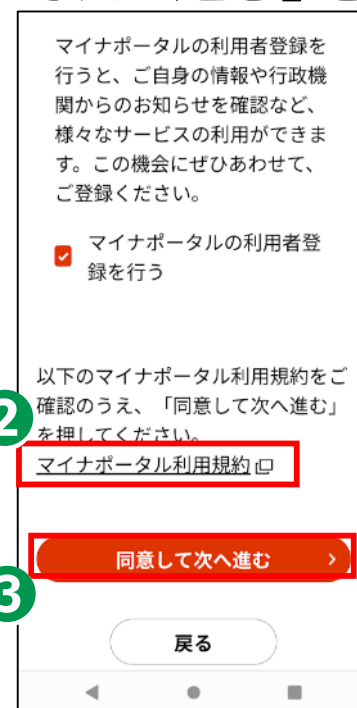 マイナポータルの利用者登録を
行うと、ご自身の情報や行政機
関からのお知らせを確認など、
様々なサービスの利用ができま
す。この機会にぜひあわせて、
ご登録ください。
マイナポータルの利用者登
録を行う
以下のマイナポータル利用規約をご
2 確認のうえ、「同意して次へ進む」
を押してください。
マイナポータル利用規約
同意して次へ進む
3
戻る